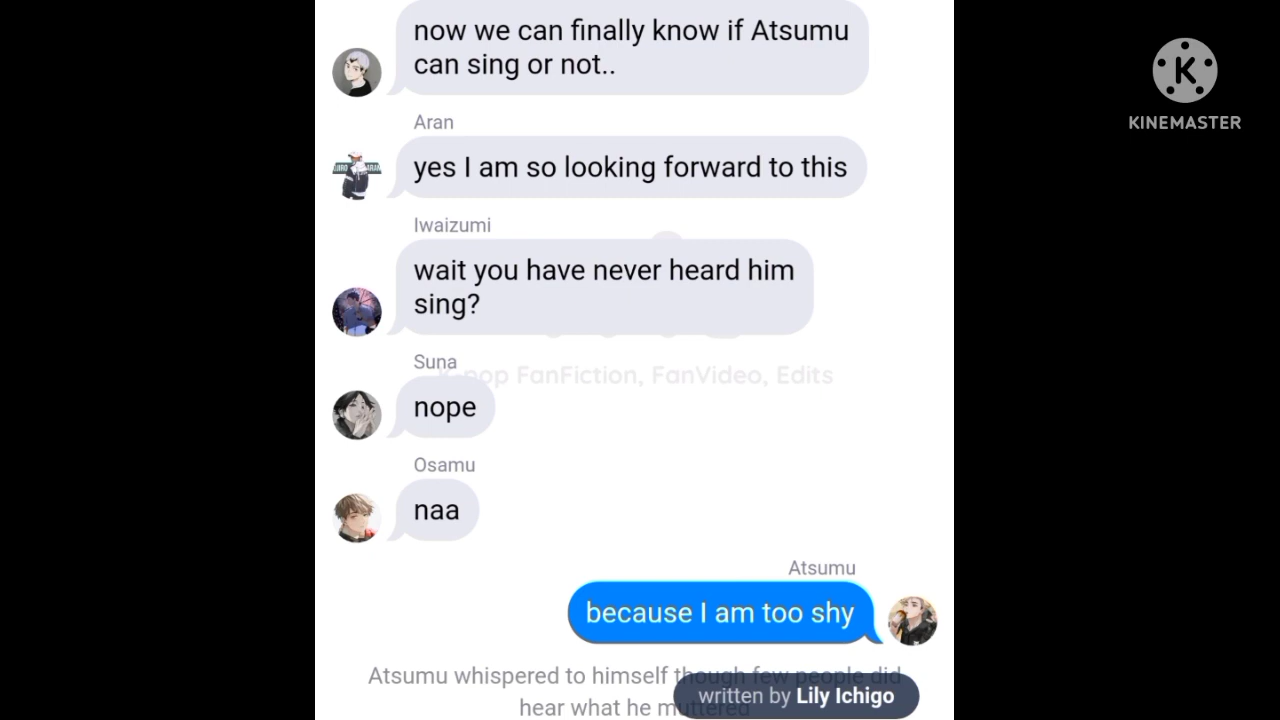 now we can finally know if Atsumu
can sing or not..
KINEMASTER
Aran
yes I am so looking forward to this
Iwaizumi
wait you have never heard him
sing?
Suna
K-pop FanFiction, FanVideo, Edits
nope
Osamu
naa
Atsumu
because I am too shy
Atsumu whispered to himself though few people did
hear what he muttered
written by Lily Ichigo